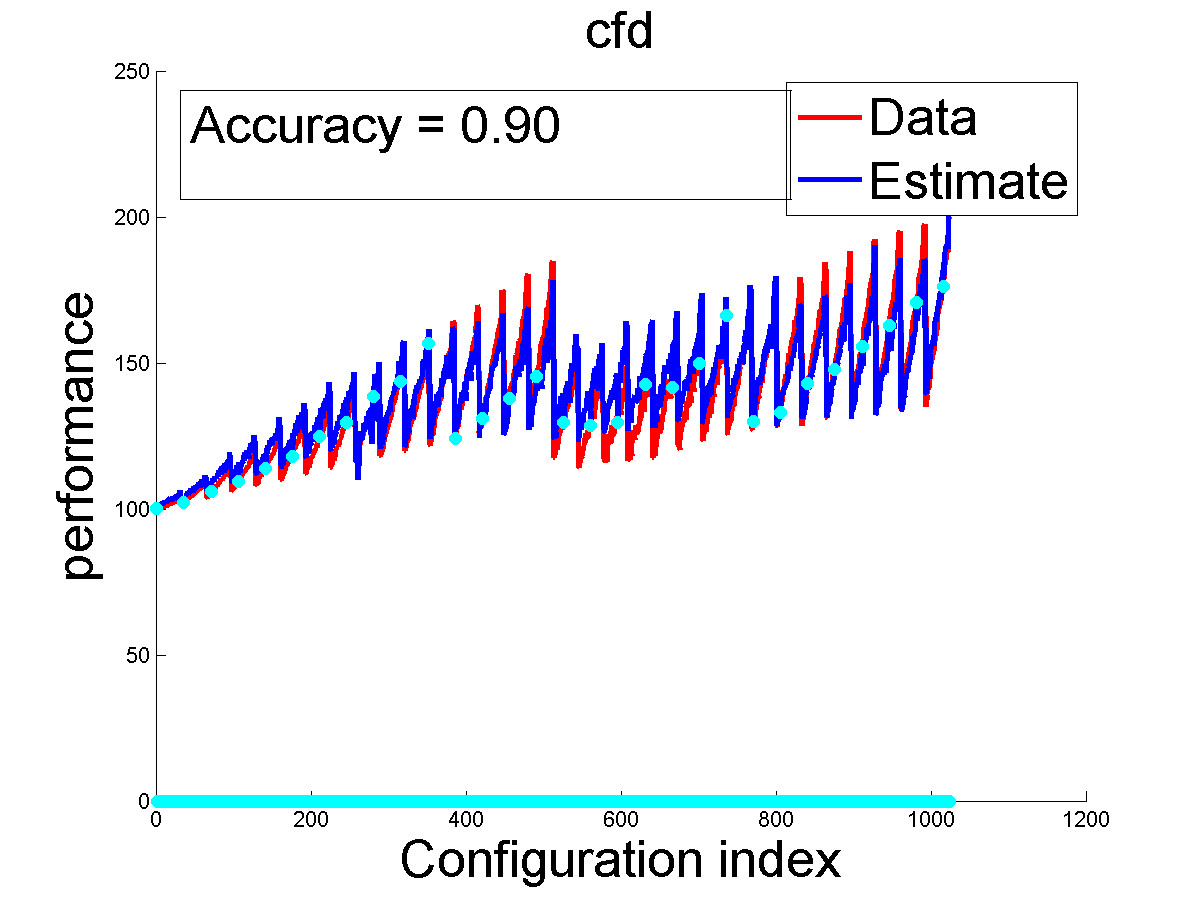 cfd
250
Accuracy = 0.90
Data
Estimate
200
150
100
50
0
performance
0 200 400 600 800 1000 1200
Configuration index